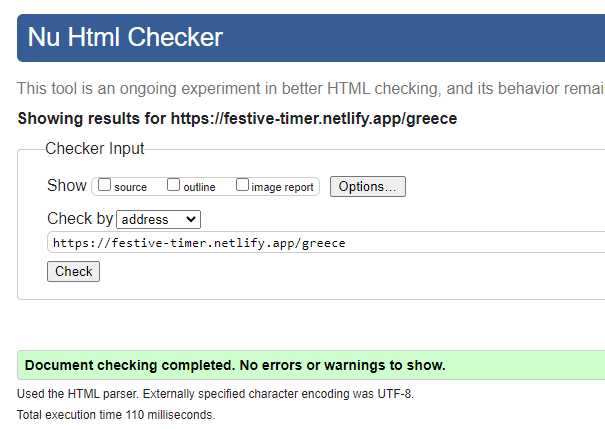 Nu Html Checker
This tool is an ongoing experiment in better HTML checking, and its behavior remai
Showing results for https://festive-timer.netlify.app/greece
Checker Input
Show source outline image report Options...
Check by address
https://festive-timer.netlify.app/greece
Check
Document checking completed. No errors or warnings to show.
Used the HTML parser. Externally specified character encoding was UTF-8.
Total execution time 110 milliseconds.